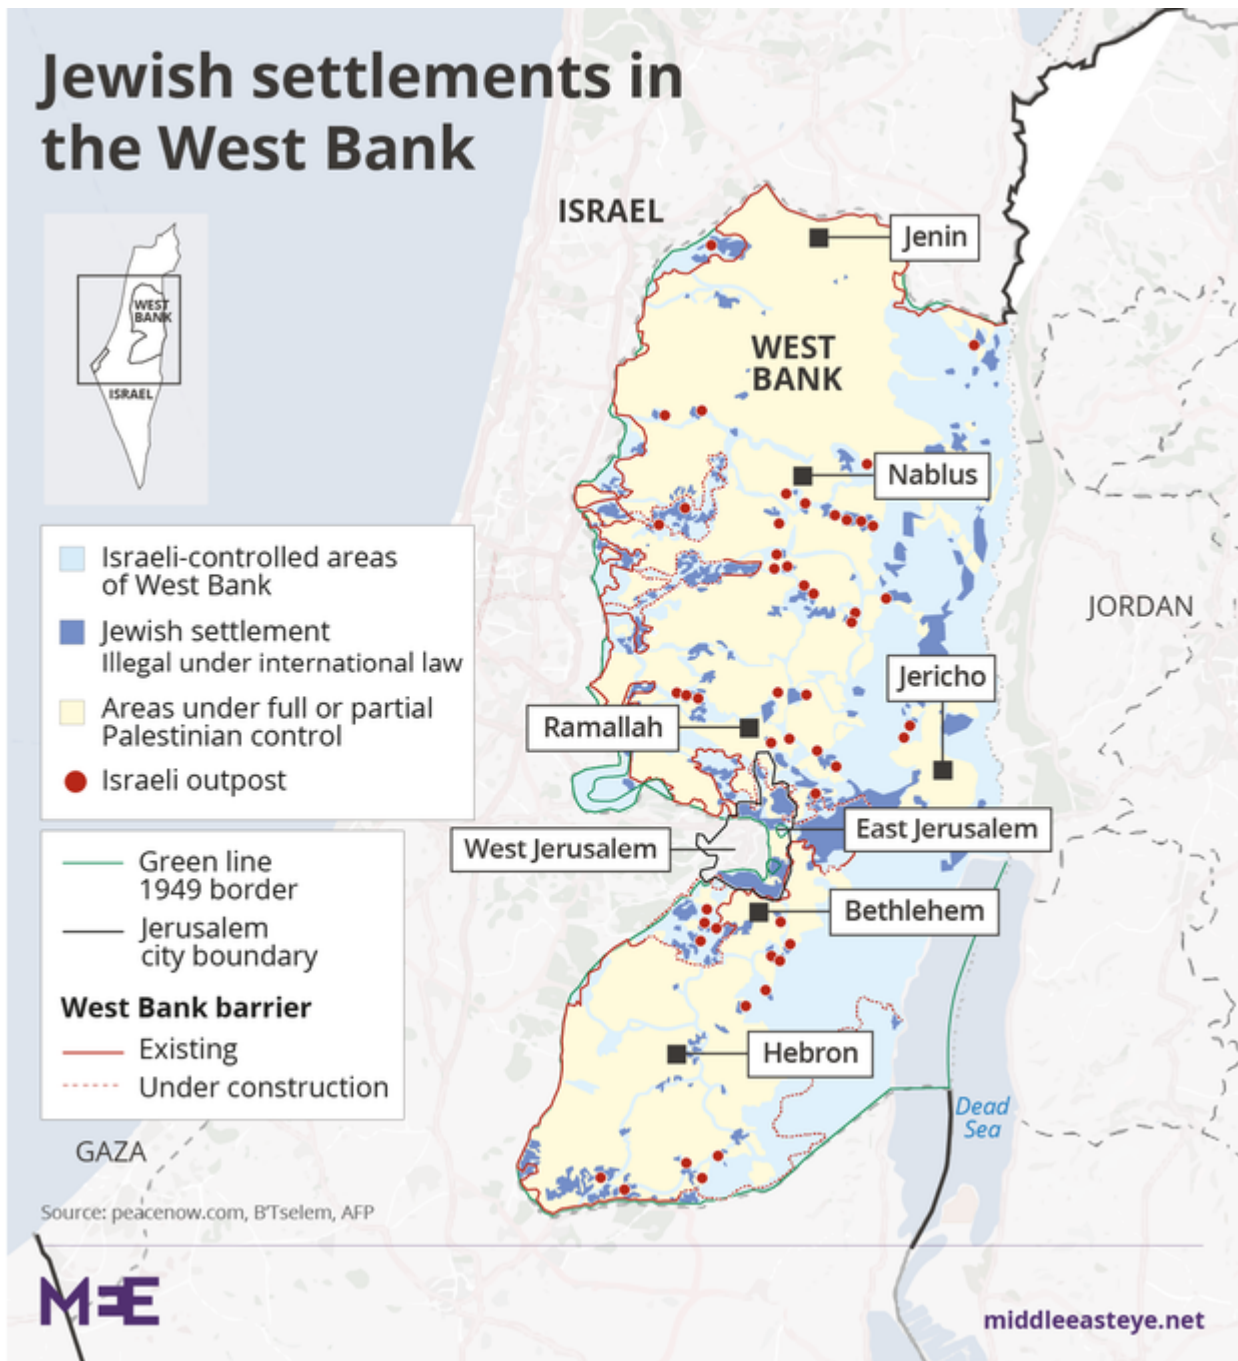 Jewish settlements in
the West Bank
ISRAEL
Jenin
WEST
BANK
ISRAEL
WEST
BANK
Nablus
Israeli-controlled areas
of West Bank
Jewish settlement
Illegal under international law
Areas under full or partial
Palestinian control
Israeli outpost
JORDAN
Jericho
Ramallah
East Jerusalem
West Jerusalem
Green line
1949 border
Jerusalem
city boundary
West Bank barrier
Existing
Under construction
Bethlehem
Hebron
Dead
Sea
GAZA
Source: peacenow.com, B'Tselem, AFP
MEE
middleeasteye.net